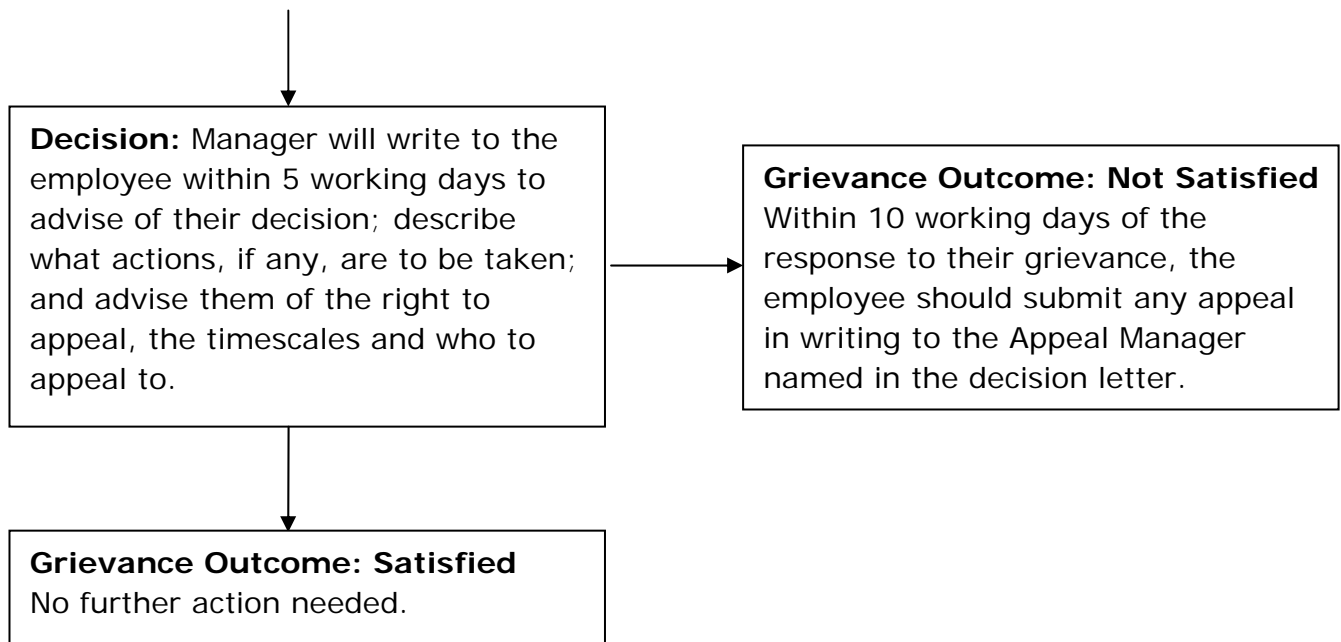 Decision: Manager will write to the
employee within 5 working days to
advise of their decision; describe
what actions, if any, are to be taken;
and advise them of the right to
appeal, the timescales and who to
appeal to.
Grievance Outcome: Not Satisfied
Within 10 working days of the
response to their grievance, the
employee should submit any appeal
in writing to the Appeal Manager
named in the decision letter.
Grievance Outcome: Satisfied
No further action needed.